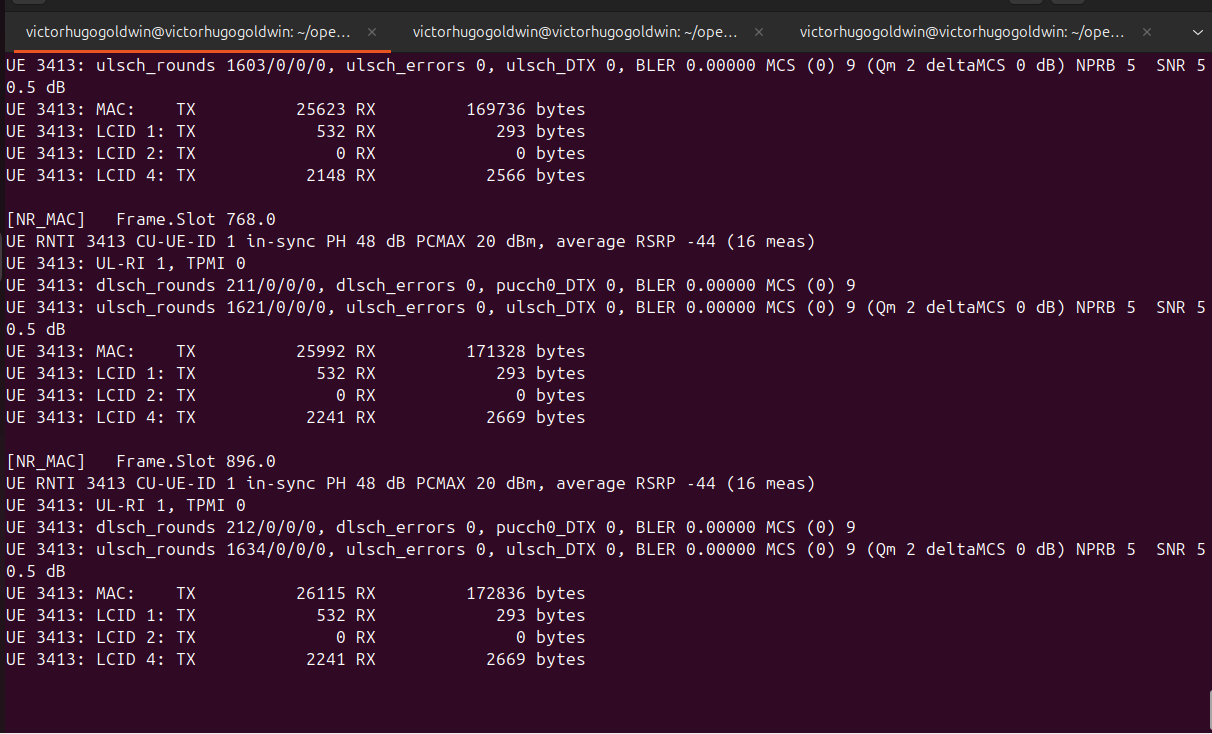 victorhugogoldwin@victorhugogoldwin: ~/ope... × victorhugogoldwin@victorhugogoldwin: ~/ope... × victorhugogoldwin@victorhugogoldwin: ~/ope... ×
UE 3413: ulsch_rounds 1603/0/0/0, ulsch_errors 0, ulsch_DTX 0, BLER 0.00000 MCS (0) 9 (Qm 2 deltaMCS 0 dB) NPRB 5  SNR 5
0.5 dB
UE 3413: MAC:    TX          25623 RX         169736 bytes
UE 3413: LCID 1: TX            532 RX            293 bytes
UE 3413: LCID 2: TX              0 RX              0 bytes
UE 3413: LCID 4: TX           2148 RX           2566 bytes
[NR_MAC]   Frame.Slot 768.0
UE RNTI 3413 CU-UE-ID 1 in-sync PH 48 dB PCMAX 20 dBm, average RSRP -44 (16 meas)
UE 3413: UL-RI 1, TPMI 0
UE 3413: dlsch_rounds 211/0/0/0, dlsch_errors 0, pucch0_DTX 0, BLER 0.00000 MCS (0) 9
UE 3413: ulsch_rounds 1621/0/0/0, ulsch_errors 0, ulsch_DTX 0, BLER 0.00000 MCS (0) 9 (Qm 2 deltaMCS 0 dB) NPRB 5  SNR 5
0.5 dB
UE 3413: MAC:    TX          25992 RX         171328 bytes
UE 3413: LCID 1: TX            532 RX            293 bytes
UE 3413: LCID 2: TX              0 RX              0 bytes
UE 3413: LCID 4: TX           2241 RX           2669 bytes
[NR_MAC]   Frame.Slot 896.0
UE RNTI 3413 CU-UE-ID 1 in-sync PH 48 dB PCMAX 20 dBm, average RSRP -44 (16 meas)
UE 3413: UL-RI 1, TPMI 0
UE 3413: dlsch_rounds 212/0/0/0, dlsch_errors 0, pucch0_DTX 0, BLER 0.00000 MCS (0) 9
UE 3413: ulsch_rounds 1634/0/0/0, ulsch_errors 0, ulsch_DTX 0, BLER 0.00000 MCS (0) 9 (Qm 2 deltaMCS 0 dB) NPRB 5  SNR 5
0.5 dB
UE 3413: MAC:    TX          26115 RX         172836 bytes
UE 3413: LCID 1: TX            532 RX            293 bytes
UE 3413: LCID 2: TX              0 RX              0 bytes
UE 3413: LCID 4: TX           2241 RX           2669 bytes